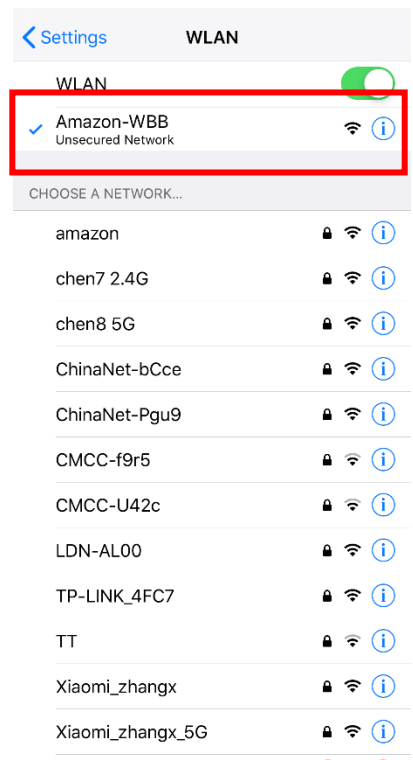 Settings
WLAN
WLAN
Amazon-WBB
Unsecured Network
CHOOSE A NETWORK...
amazon
chen7 2.4G
chen8 5G
ChinaNet-bCce
ChinaNet-Pgu9
CMCC-f9r5
CMCC-U42c
LDN-AL00
TP-LINK_4FC7
TT
Xiaomi_zhangx
Xiaomi_zhangx_5G